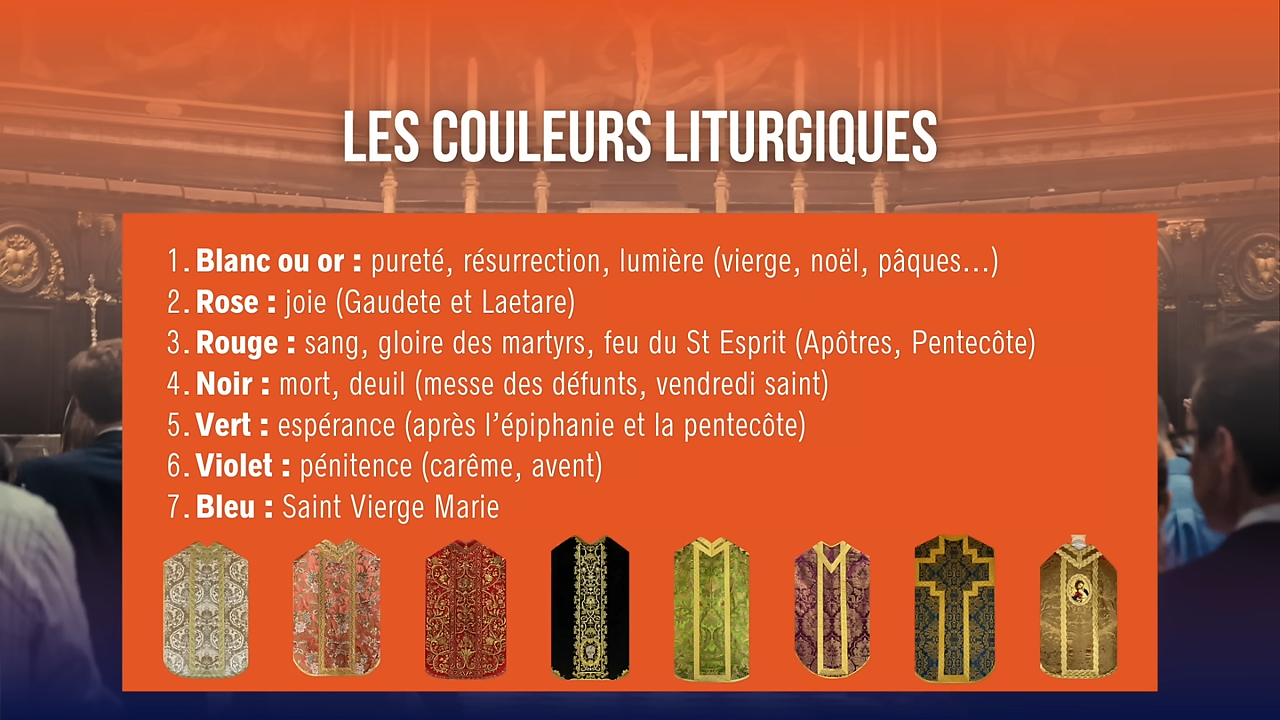 LES COULEURS LITURGIQUES
1. Blanc ou or : pureté, résurrection, lumière (vierge, noël, pâques...)
2. Rose : joie (Gaudete et Laetare)
3. Rouge : sang, gloire des martyrs, feu du St Esprit (Apôtres, Pentecôte)
4. Noir : mort, deuil (messe des défunts, vendredi saint)
5. Vert : espérance (après l’épiphanie et la pentecôte)
6. Violet : pénitence (carême, avent)
7. Bleu : Saint Vierge Marie